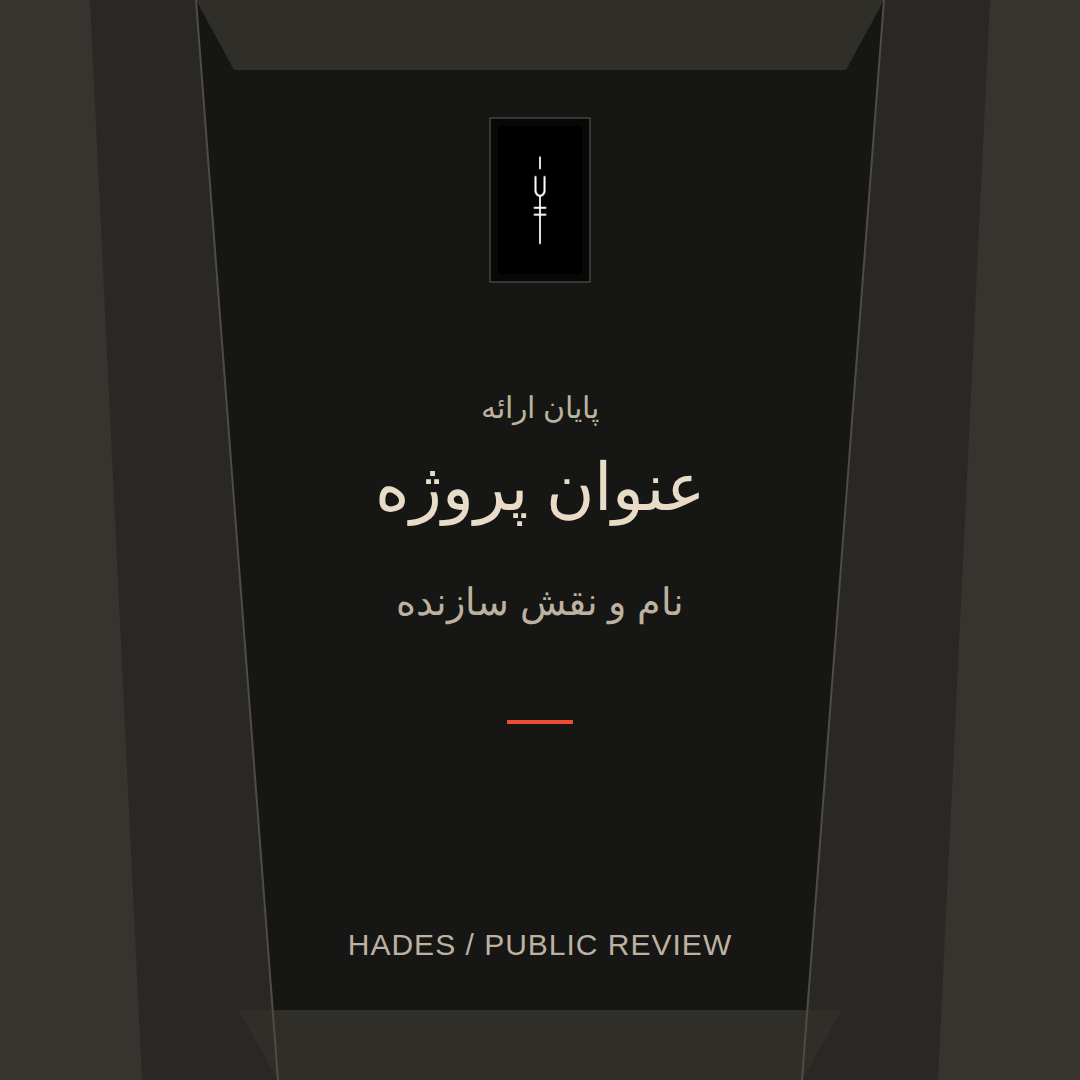 پایان ارائه
عنوان پروژه
نام و نقش سازنده
HADES / PUBLIC REVIEW